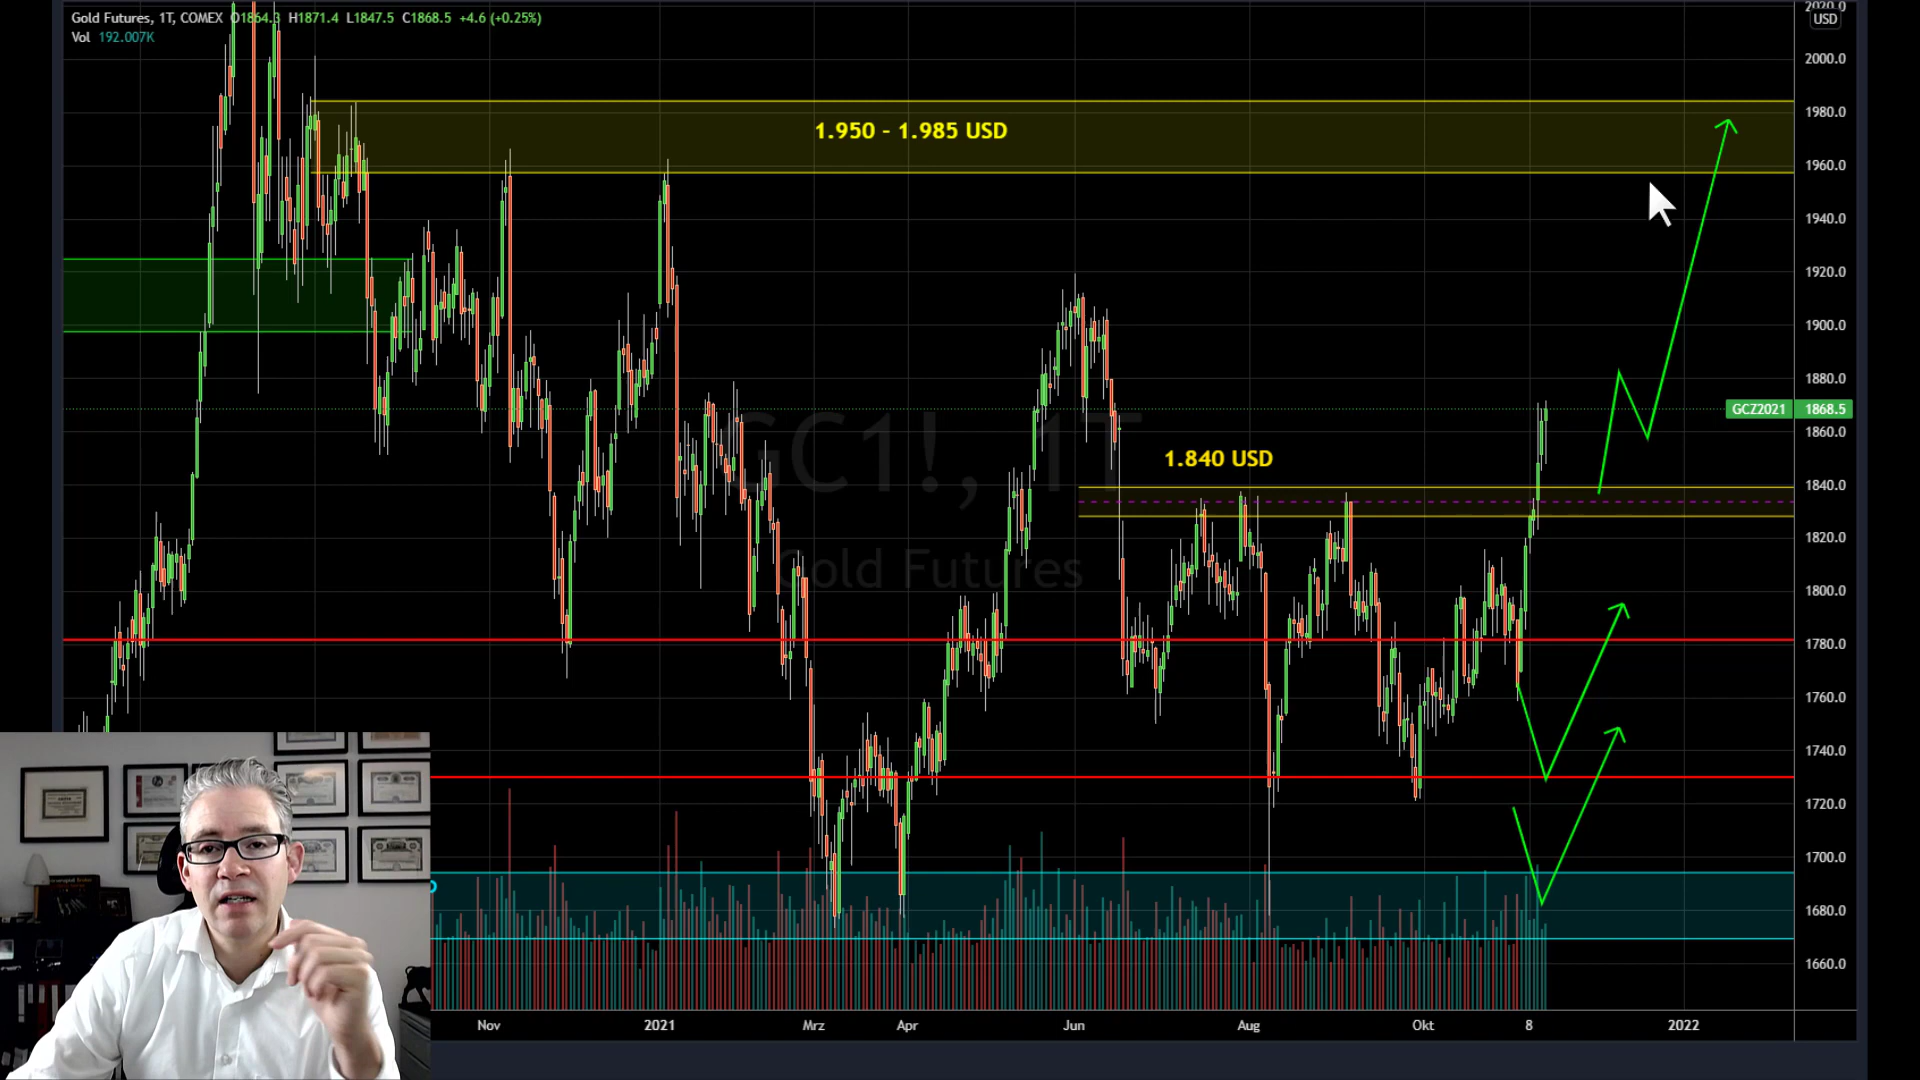 Gold Futures, 1T, COMEX O1864.3 H1871.4 L1847.5 C1868.5 +4.6 (+0.25%)
Vol 192.007K
2020.0
USD
2000.0
1980.0
1.950 - 1.985 USD
1960.0
1940.0
1920.0
1900.0
1880.0
GCZ2021 1868.5
1860.0
GC1!, 1T
1.840 USD
1840.0
1820.0
Gold Futures
1800.0
1780.0
1760.0
1740.0
1720.0
1700.0
1680.0
1660.0
Nov 2021 Mrz Apr Jun Aug Okt 8 2022